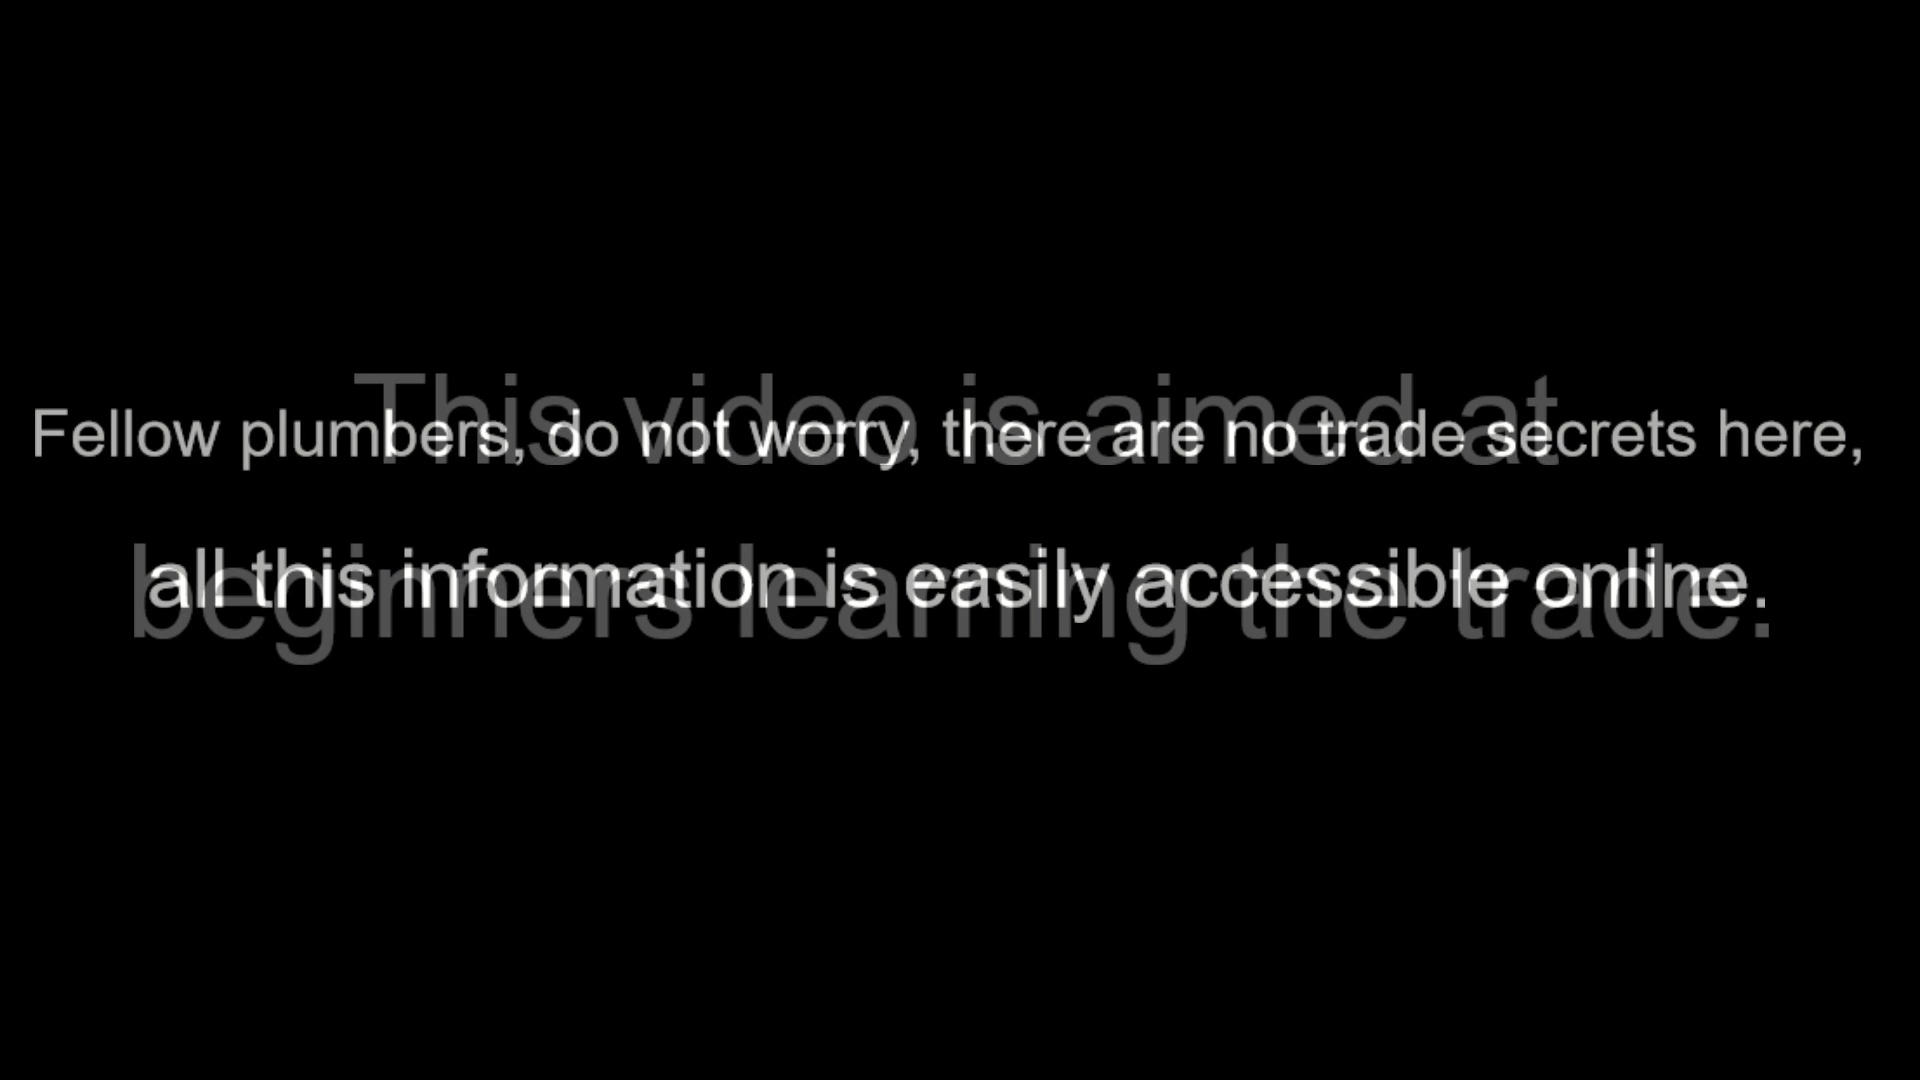 This video is aimed at
Fellow plumbers, do not worry, there are no trade secrets here,
all this information is easily accessible online.
beginners learning the trade.